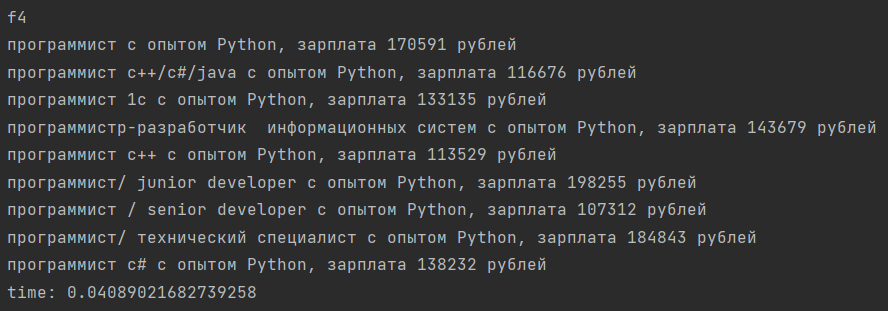 f4
программист с опытом Python, зарплата 170591 рублей
программист c++/c#/java с опытом Python, зарплата 116676 рублей
программист 1c с опытом Python, зарплата 133135 рублей
программистр-разработчик  информационных систем с опытом Python, зарплата 143679 рублей
программист c++ с опытом Python, зарплата 113529 рублей
программист/ junior developer с опытом Python, зарплата 198255 рублей
программист / senior developer с опытом Python, зарплата 107312 рублей
программист/ технический специалист с опытом Python, зарплата 184843 рублей
программист c# с опытом Python, зарплата 138232 рублей
time: 0.04089021682739258